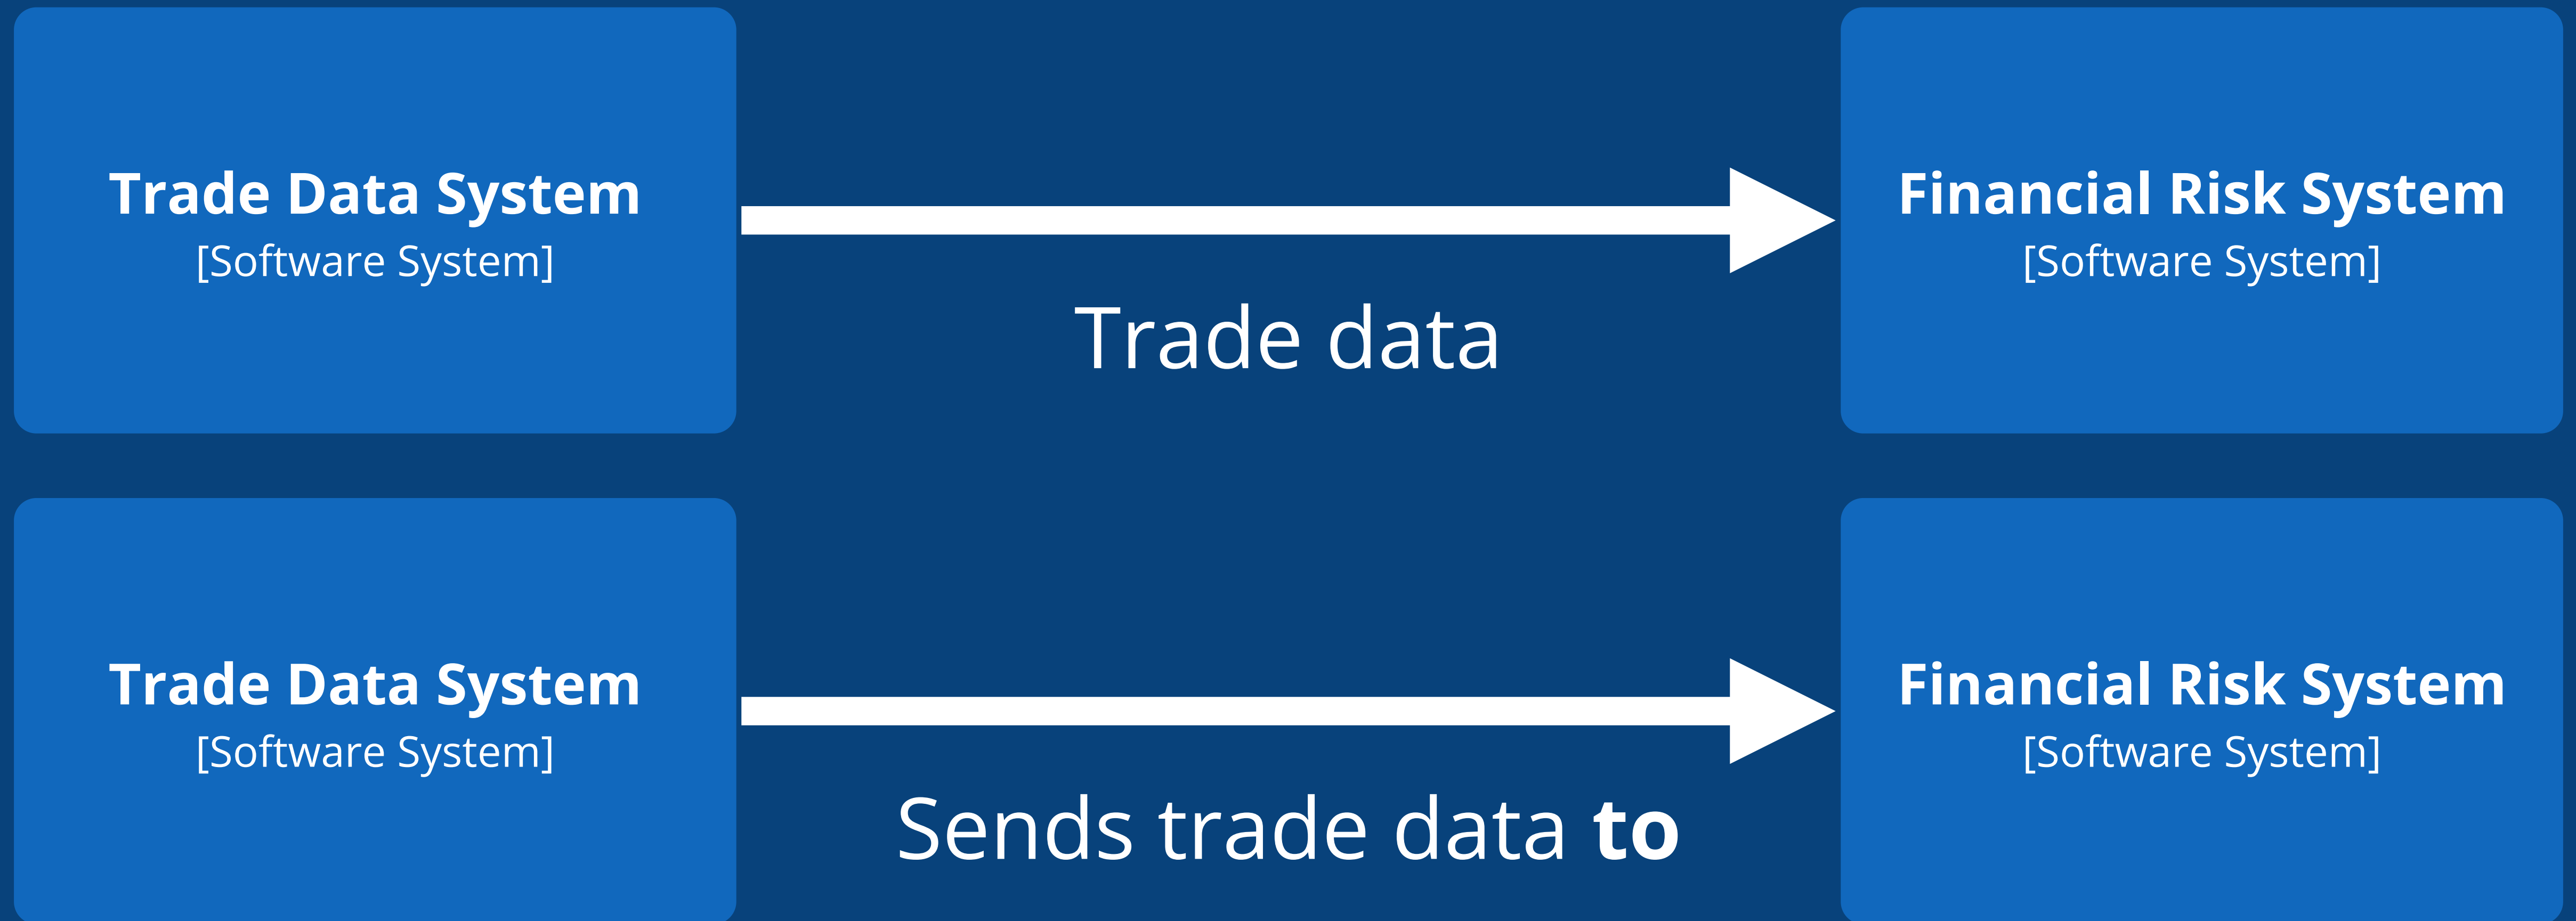 Trade Data System
[Software System]
Trade data
Financial Risk System
[Software System]
Trade Data System
[Software System]
Sends trade data to
Financial Risk System
[Software System]